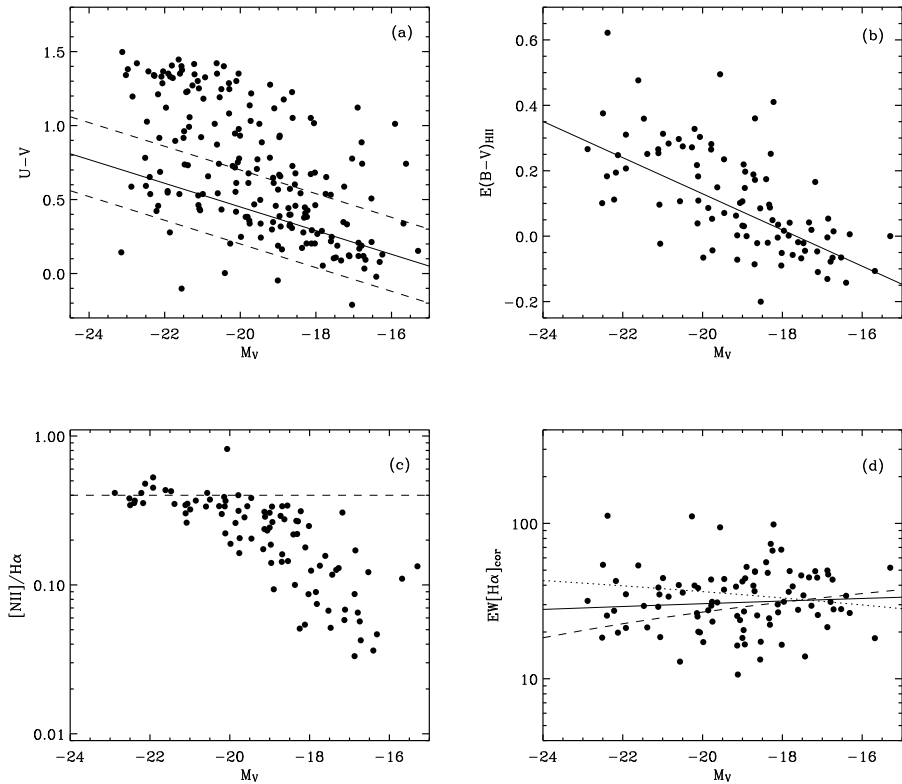 (a)
1.5
1.0
0.5
0.0
U−V
−24 −22 −20 −18 −16
M_V
(b)
0.6
0.4
0.2
0.0
−0.2
E(B−V)_HII
−24 −22 −20 −18 −16
M_V
(c)
1.00
0.10
0.01
[NII]/Hα
−24 −22 −20 −18 −16
M_V
(d)
100
10
EW[Hα]_cor
−24 −22 −20 −18 −16
M_V